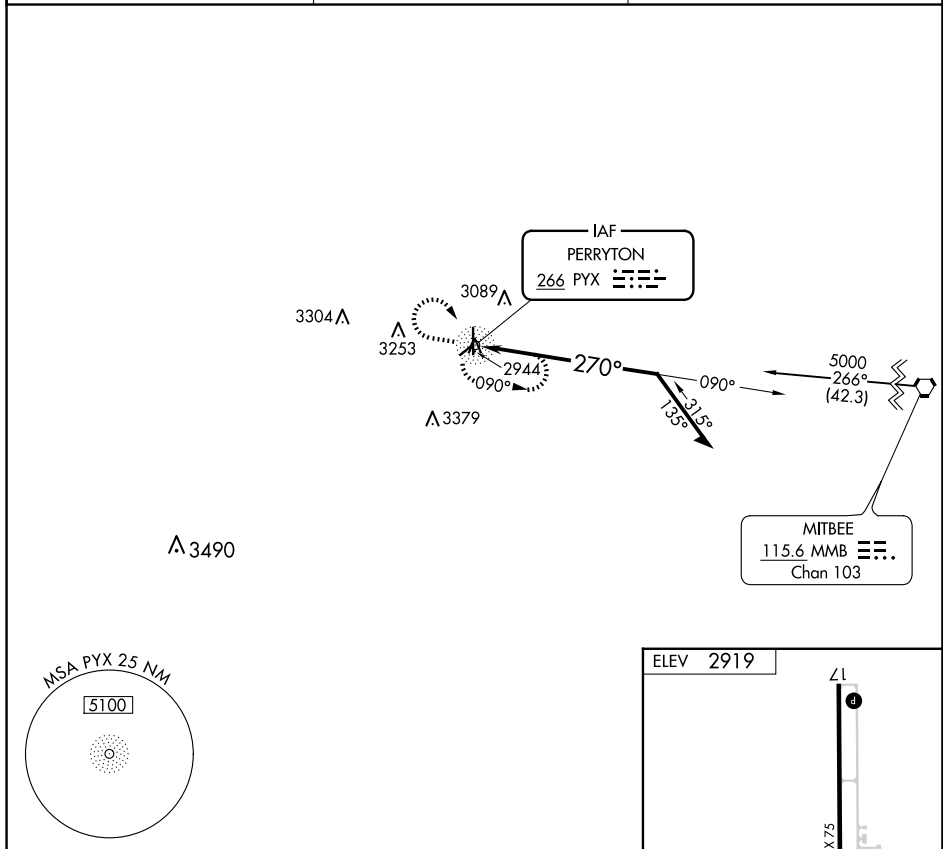 IAF
PERRYTON
266 PYX
3089
3304
3253
2944
090°
270°
090°
5000
266°
(42.3)
315°
135°
3379
MITBEE
115.6 MMB
Chan 103
3490
MSA PYX 25 NM
5100
ELEV 2919
17
P
X 75